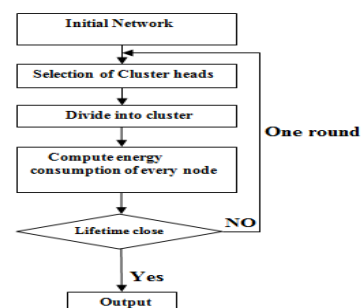 Initial Network
Selection of Cluster heads
Divide into cluster
One round
Compute energy
consumption of every node
Lifetime close
NO
Yes
Output